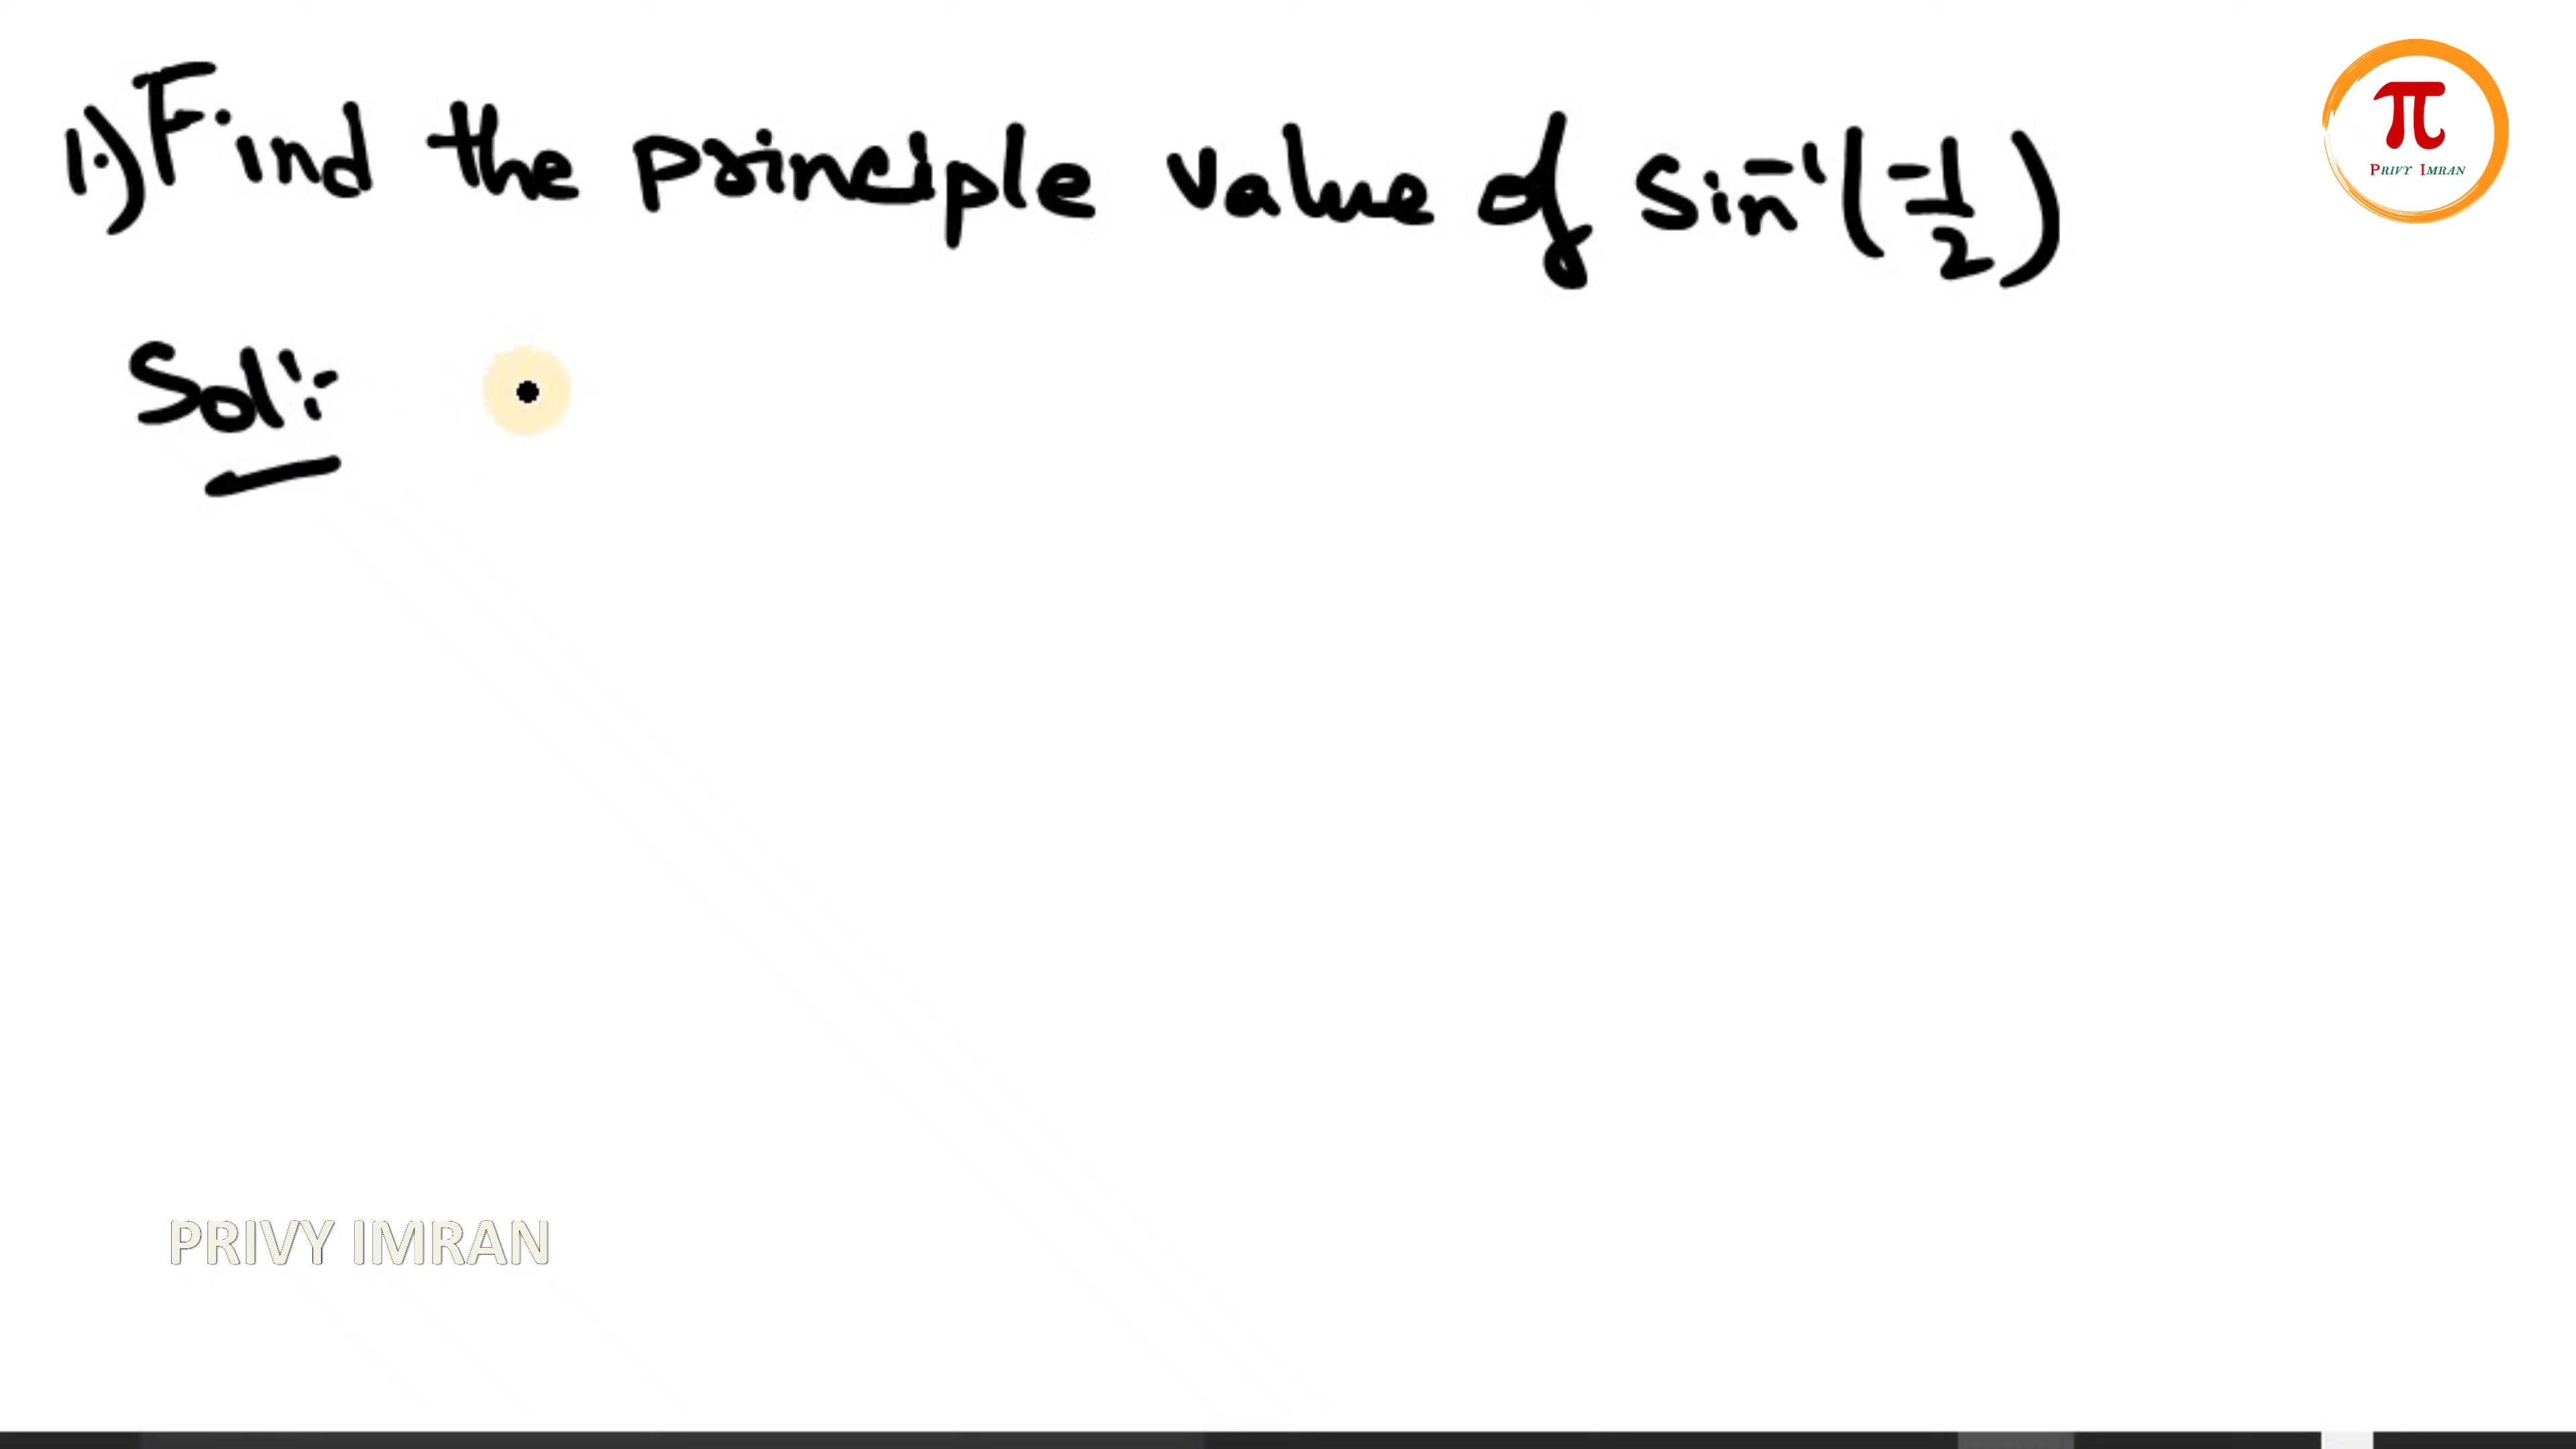 1.) Find the principle value of sin⁻¹(-1/2)
π
PRIVY IMRAN
Sol':-
PRIVY IMRAN